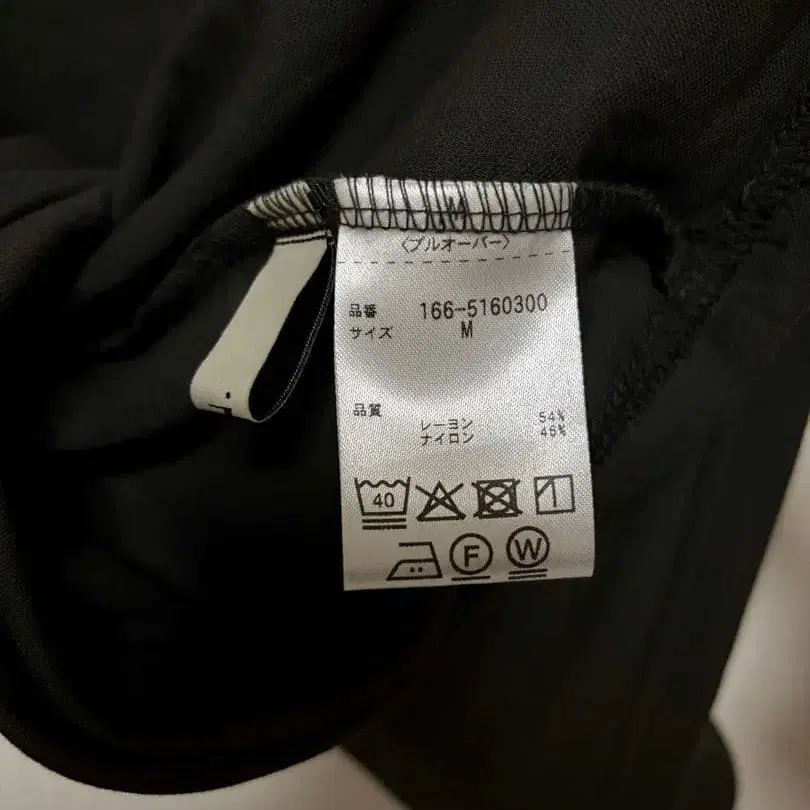 M
〈プルオーバー〉
品番 166-5160300
サイズ M
品質 レーヨン 54%
ナイロン 46%
40
F W